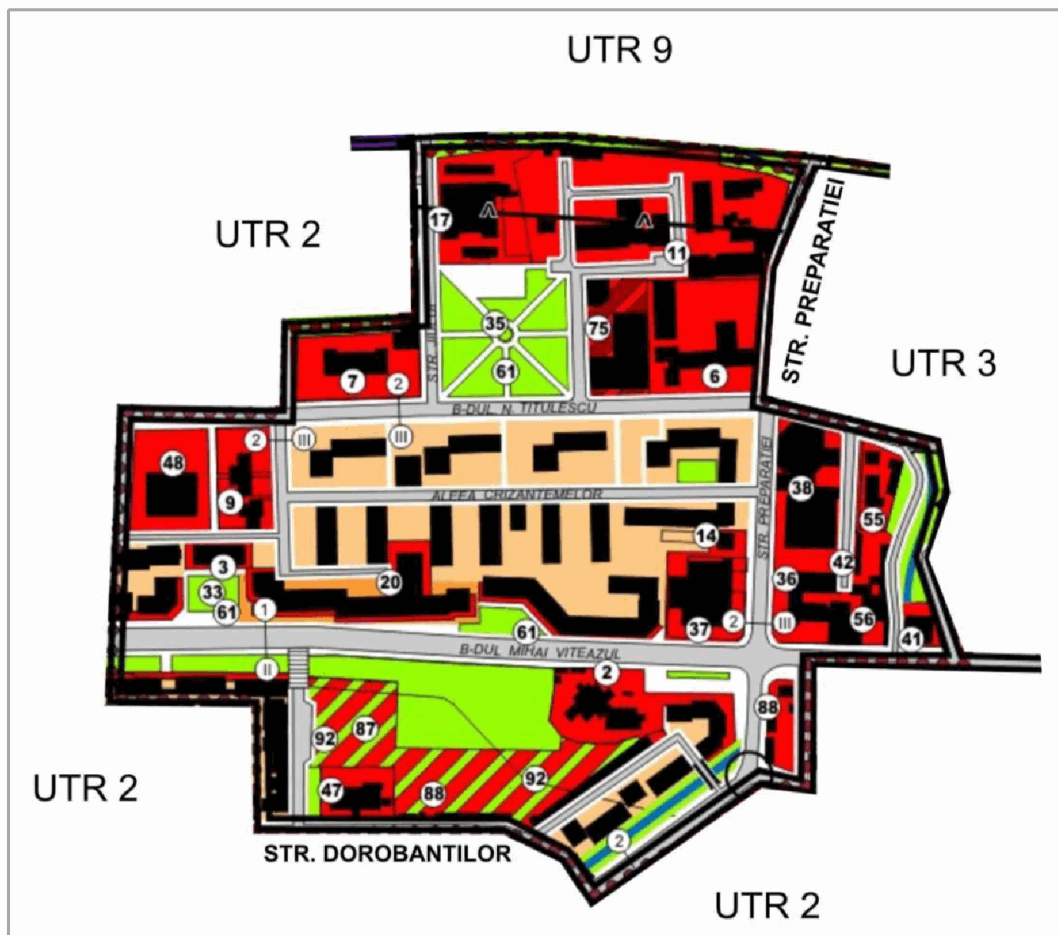 UTR 9
UTR 2
17
11
STR. PREPARATIEI
35
75
UTR 3
61
7
2
6
B-DUL N. TITULESCU
2
III
III
48
9
ALEEA CRIZANTEMELOR
STR. PREPARATIEI
38
55
14
42
3
20
36
33
61
1
61
37
2
III
56
41
B-DUL MIHAI VITEAZUL
II
2
88
92
87
92
47
88
UTR 2
2
STR. DOROBANTILOR
UTR 2